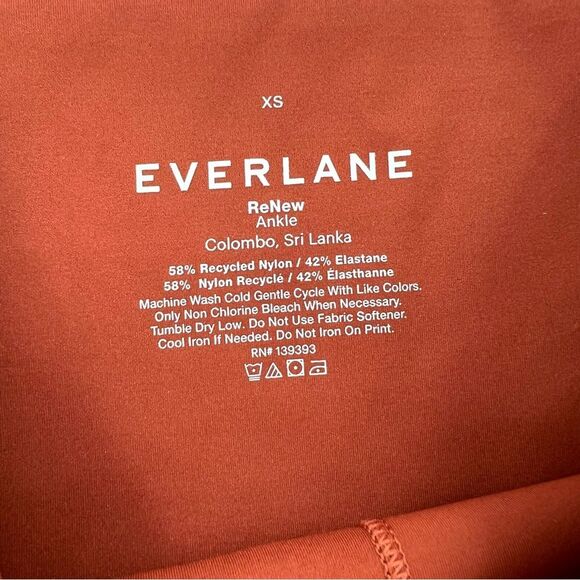 XS
EVERLANE
ReNew
Ankle
Colombo, Sri Lanka
58% Recycled Nylon / 42% Elastane
58% Nylon Recyclé / 42% Élasthanne
Machine Wash Cold Gentle Cycle With Like Colors.
Only Non Chlorine Bleach When Necessary.
Tumble Dry Low. Do Not Use Fabric Softener.
Cool Iron If Needed. Do Not Iron On Print.
RN# 139393